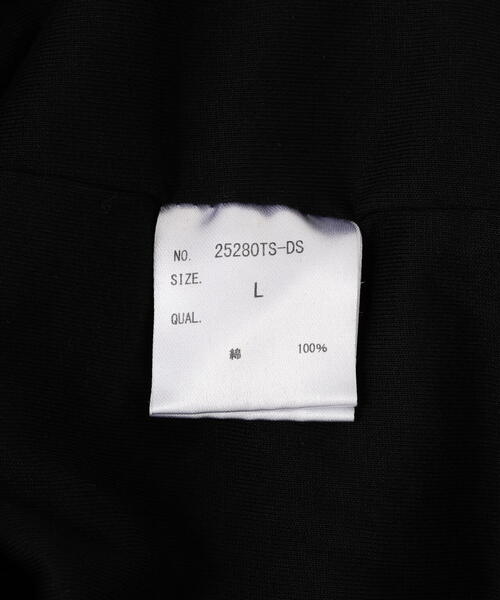 NO. 25280TS-DS
SIZE.
L
QUAL.
綿 100%